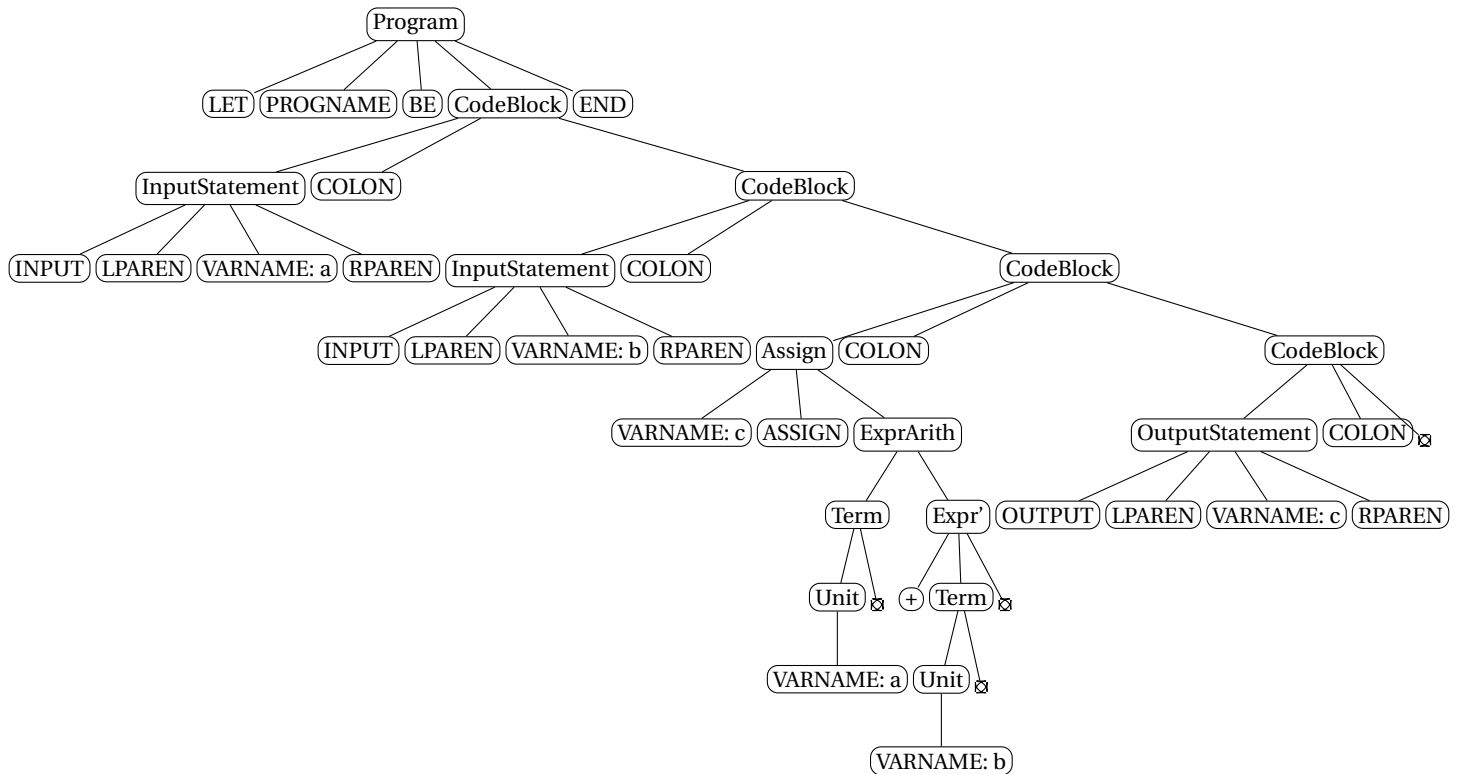 Program
LET PROGNAME BE CodeBlock END
InputStatement COLON CodeBlock
INPUT LPAREN VARNAME: a RPAREN InputStatement COLON CodeBlock
INPUT LPAREN VARNAME: b RPAREN Assign COLON CodeBlock
VARNAME: c ASSIGN ExprArith OutputStatement COLON
Term Expr’ OUTPUT LPAREN VARNAME: c RPAREN
Unit + Term
VARNAME: a Unit
VARNAME: b